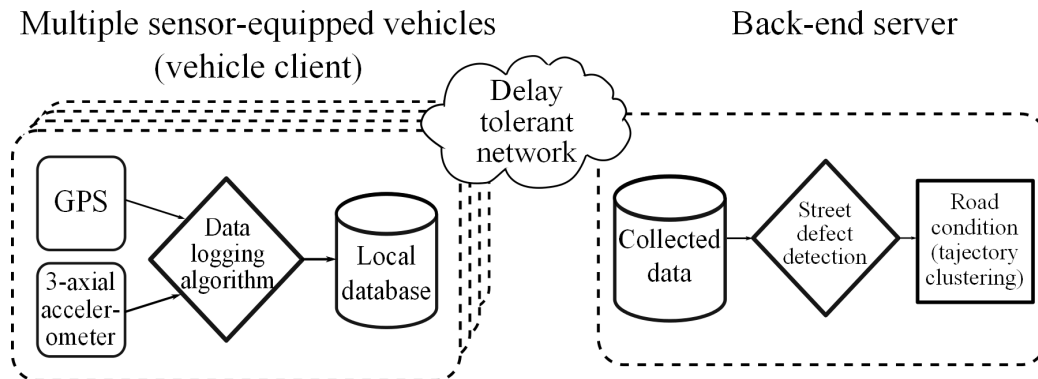 Multiple sensor-equipped vehicles
(vehicle client)
Back-end server
Delay
tolerant
network
GPS
3-axial
acceler-
ometer
Data
logging
algorithm
Local
database
Collected
data
Street
defect
detection
Road
condition
(tajectory
clustering)